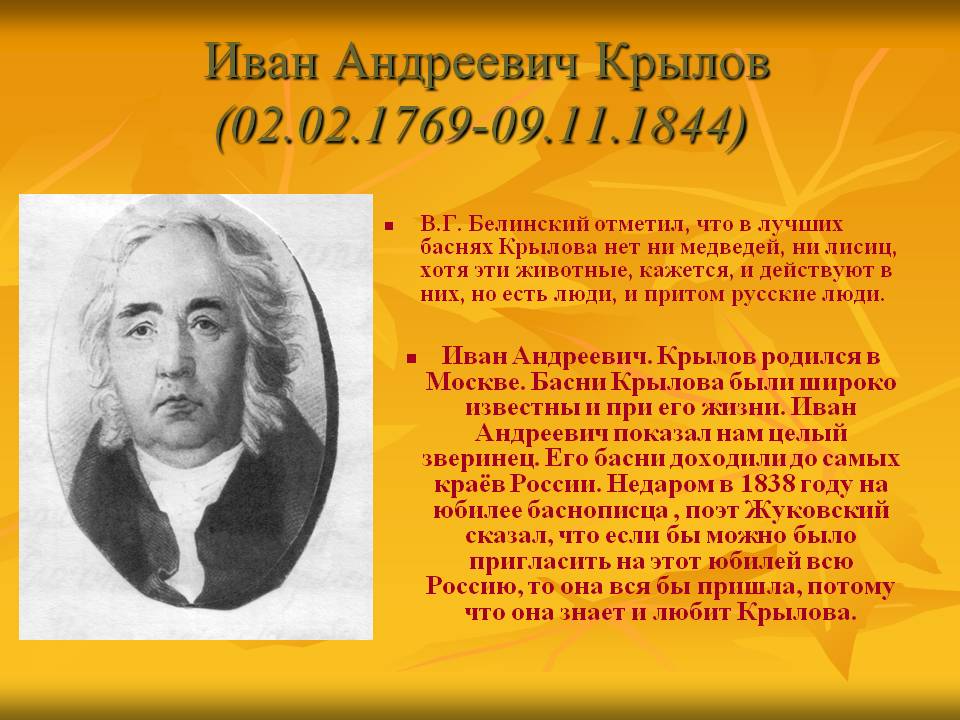 Иван Андреевич Крылов
(02.02.1769-09.11.1844)
В.Г. Белинский отметил, что в лучших
баснях Крылова нет ни медведей, ни лисиц,
хотя эти животные, кажется, и действуют в
них, но есть люди, и притом русские люди.
Иван Андреевич. Крылов родился в
Москве. Басни Крылова были широко
известны и при его жизни. Иван
Андреевич показал нам целый
зверинец. Его басни доходили до самых
краёв России. Недаром в 1838 году на
юбилее баснописца , поэт Жуковский
сказал, что если бы можно было
пригласить на этот юбилей всю
Россию, то она вся бы пришла, потому
что она знает и любит Крылова.